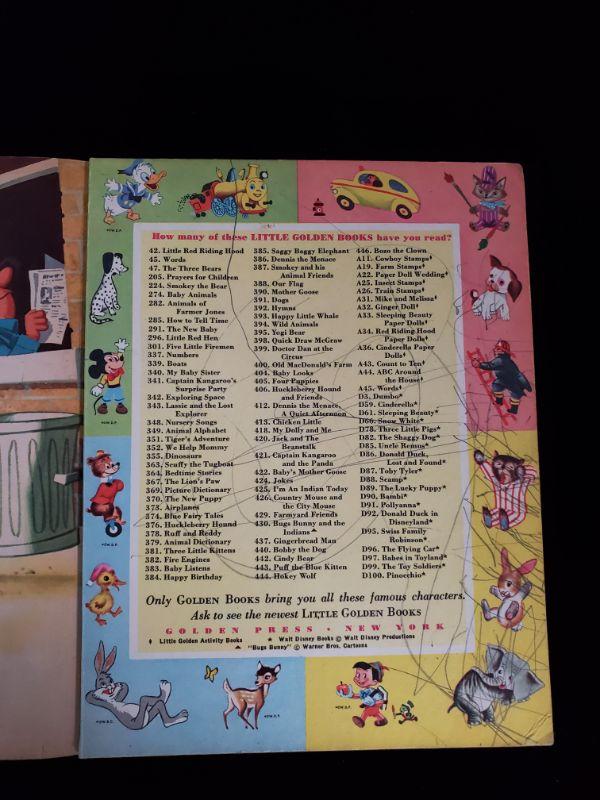 How many of these LITTLE GOLDEN BOOKS have you read?
42. Little Red Riding Hood
45. Words
47. The Three Bears
205. Prayers for Children
224. Smokey the Bear
274. Baby Animals
282. Animals of
Farmer Jones
285. How to Tell Time
291. The New Baby
296. Little Red Hen
301. Five Little Firemen
337. Numbers
339. Boats
340. My Baby Sister
341. Captain Kangaroo's
Surprise Party
342. Exploring Space
343. Lassie and the Lost
Explorer
348. Nursery Songs
349. Animal Alphabet
351. Tiger's Adventure
352. We Help Mommy
355. Dinosaurs
363. Scuffy the Tugboat
364. Bedtime Stories
367. The Lion's Paw
369. Picture Dictionary
370. The New Puppy
373. Airplanes
374. Blue Fairy Tales
376. Huckleberry Hound
378. Ruff and Reddy
379. Animal Dictionary
381. Three Little Kittens
382. Fire Engines
383. Baby Listens
384. Happy Birthday
385. Saggy Baggy Elephant
386. Dennis the Menace
387. Smokey and his
Animal Friends
388. Our Flag
390. Mother Goose
391. Dogs
392. Hymns
393. Happy Little Whale
394. Wild Animals
395. Yogi Bear
398. Quick Draw McGraw
399. Doctor Dan at the
Circus
400. Old MacDonald's Farm
404. Baby Looks
405. Four Puppies
406. Huckleberry Hound
and Friends
412. Dennis the Menace,
A Quiet Afternoon
413. Chicken Little
418. My Dolly and Me
420. Jack and The
Beanstalk
421. Captain Kangaroo
and the Panda
422. Baby's Mother Goose
424. Jokes
425. I'm An Indian Today
426. Country Mouse and
the City Mouse
429. Farmyard Friends
430. Bugs Bunny and the
Indians▲
437. Gingerbread Man
440. Bobby the Dog
442. Cindy Bear
443. Puff the Blue Kitten
444. Hokey Wolf
446. Bozo the Clown
A11. Cowboy Stamps‡
A19. Farm Stamps‡
A22. Paper Doll Wedding‡
A25. Insect Stamps‡
A26. Train Stamps‡
A31. Mike and Melissa‡
A32. Ginger Doll‡
A33. Sleeping Beauty
Paper Dolls‡
A34. Red Riding Hood
Paper Dolls‡
A36. Cinderella Paper
Dolls‡
A43. Count to Ten‡
A44. ABC Around
the House‡
A45. Words‡
D3. Dumbo*
D59. Cinderella*
D61. Sleeping Beauty*
D66. Snow White*
D78. Three Little Pigs*
D82. The Shaggy Dog*
D85. Uncle Remus*
D86. Donald Duck,
Lost and Found*
D87. Toby Tyler*
D88. Scamp*
D89. The Lucky Puppy*
D90. Bambi*
D91. Pollyanna*
D92. Donald Duck in
Disneyland*
D95. Swiss Family
Robinson*
D96. The Flying Car*
D97. Babes in Toyland*
D99. The Toy Soldiers*
D100. Pinocchio*
Only GOLDEN BOOKS bring you all these famous characters.
Ask to see the newest LITTLE GOLDEN BOOKS
GOLDEN PRESS • NEW YORK
‡ Little Golden Activity Books * Walt Disney Books © Walt Disney Productions
▲ "Bugs Bunny" © Warner Bros. Cartoons